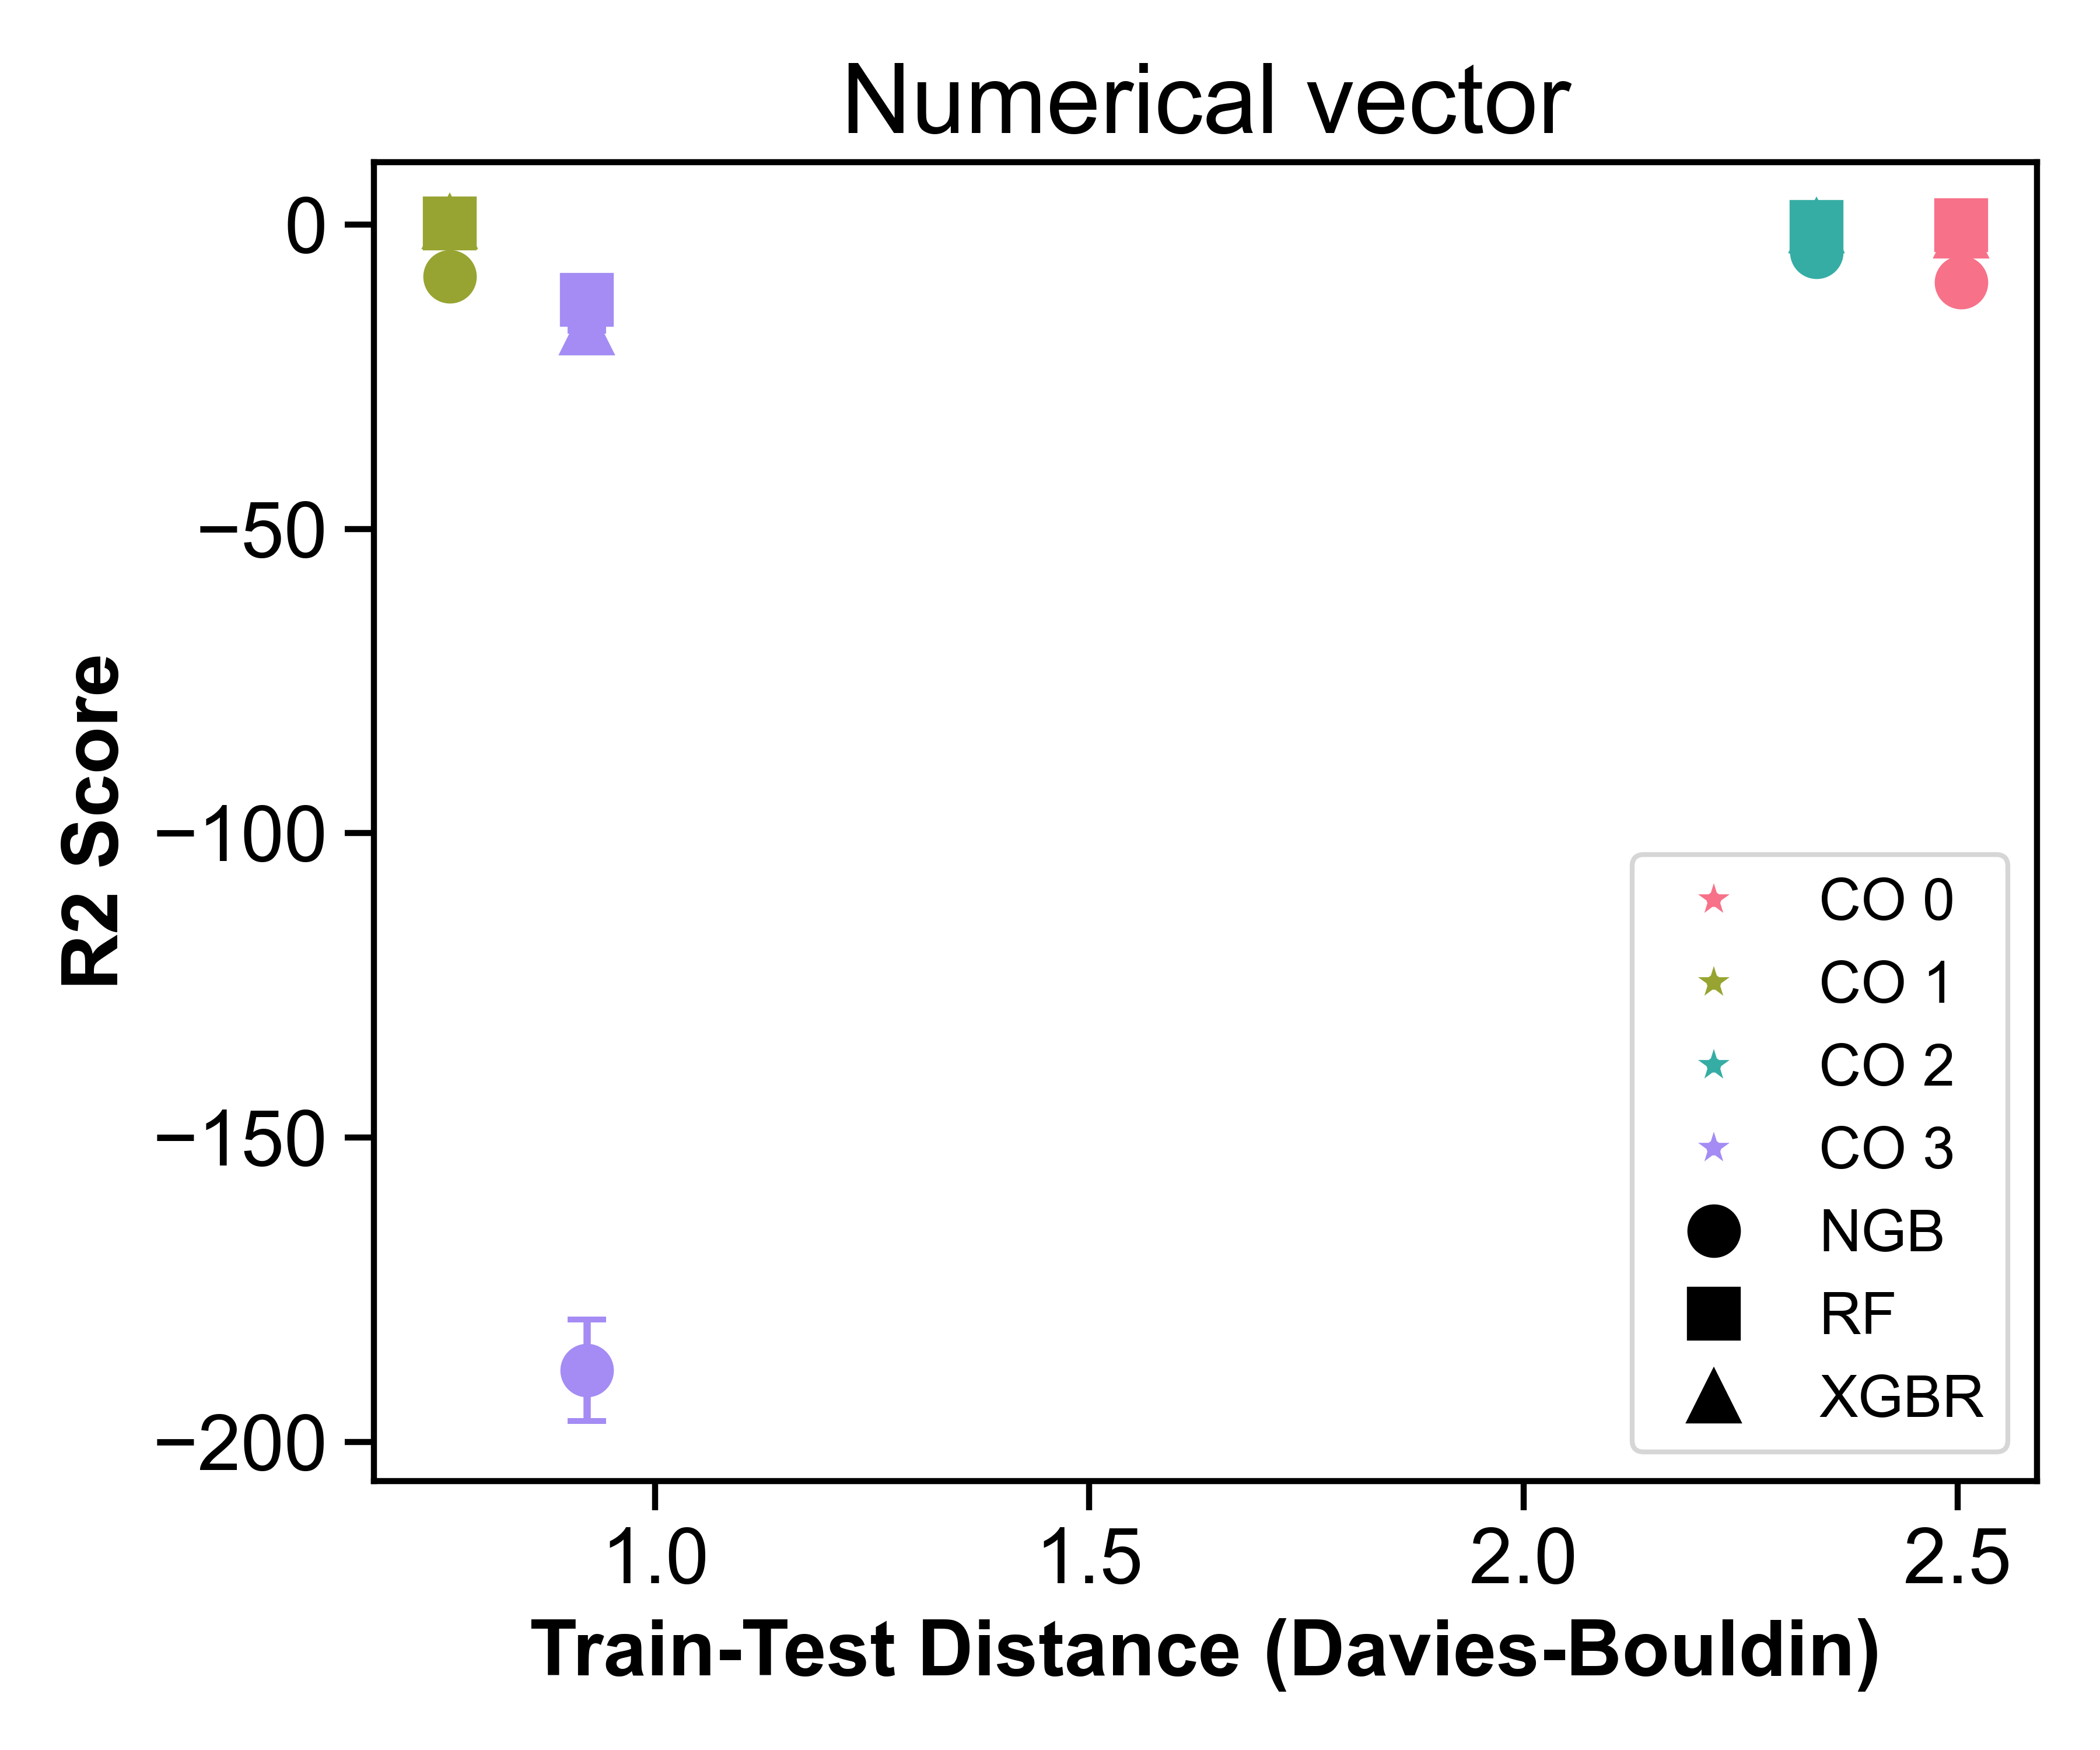 Numerical vector
0
−50
−100
−150
−200
R2 Score
CO 0
CO 1
CO 2
CO 3
NGB
RF
XGBR
1.0
1.5
2.0
2.5
Train-Test Distance (Davies-Bouldin)